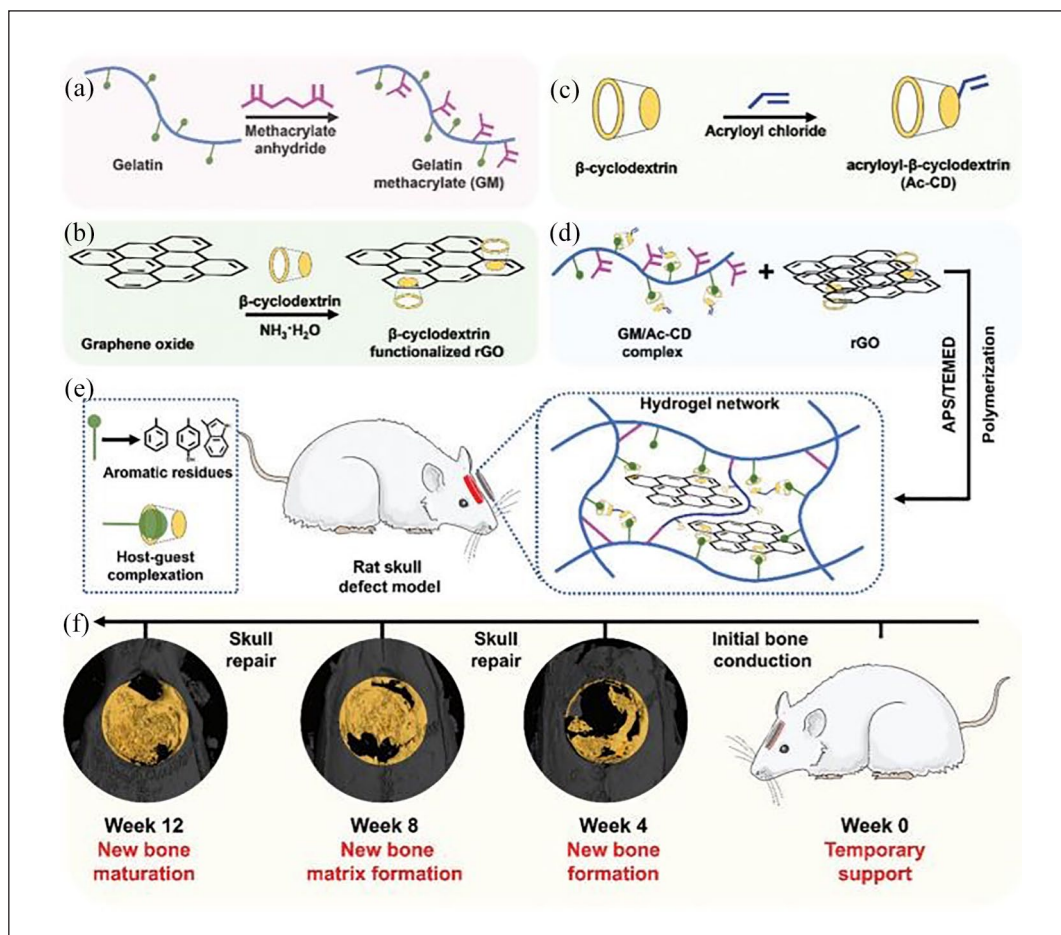 (a)
Gelatin
Methacrylate
anhydride
Gelatin
methacrylate (GM)
(c)
β-cyclodextrin
Acryloyl chloride
acryloyl-β-cyclodextrin
(Ac-CD)
(b)
Graphene oxide
β-cyclodextrin
NH₃·H₂O
β-cyclodextrin
functionalized rGO
(d)
GM/Ac-CD
complex
+
rGO
APS/TEMED
Polymerization
(e)
Aromatic residues
Host-guest
complexation
Rat skull
defect model
Hydrogel network
(f)
Skull
repair
Skull
repair
Initial bone
conduction
Week 12
New bone
maturation
Week 8
New bone
matrix formation
Week 4
New bone
formation
Week 0
Temporary
support